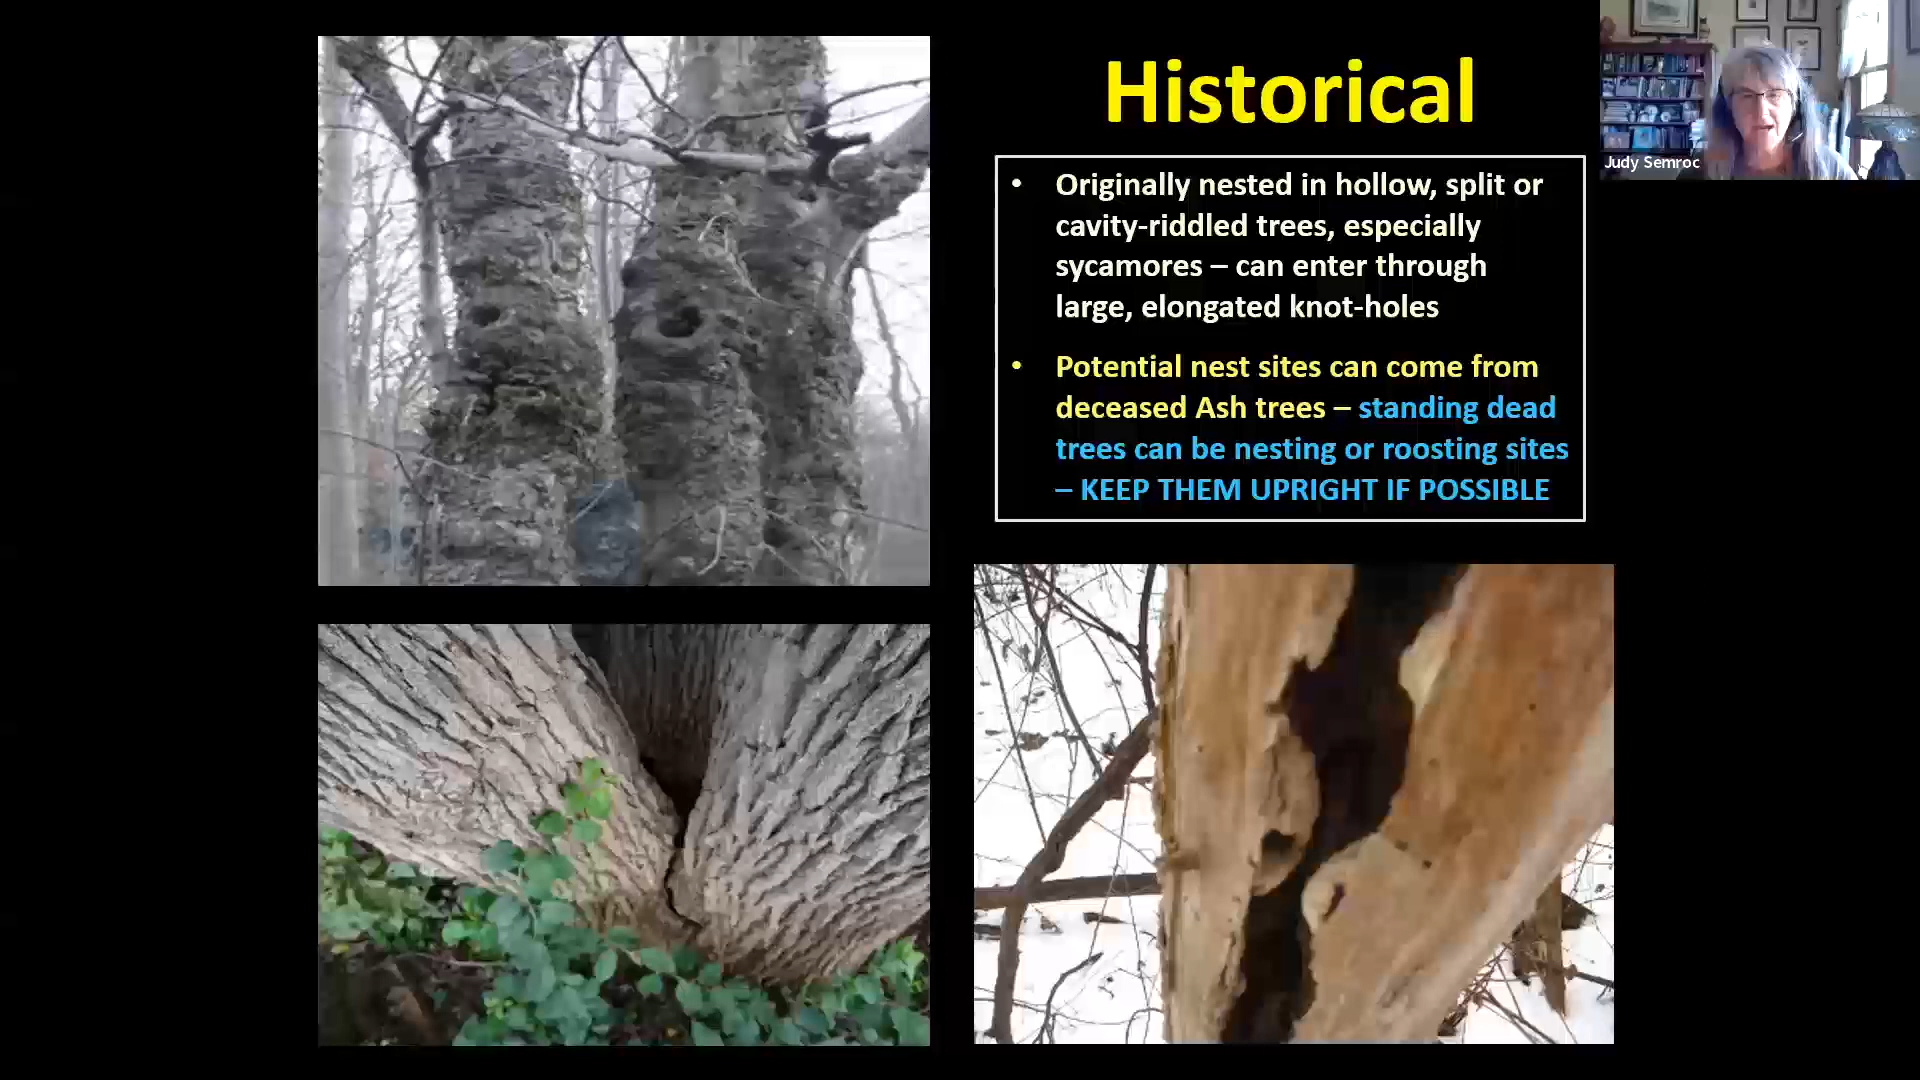 Historical
• Originally nested in hollow, split or
cavity-riddled trees, especially
sycamores – can enter through
large, elongated knot-holes
• Potential nest sites can come from
deceased Ash trees – standing dead
trees can be nesting or roosting sites
– KEEP THEM UPRIGHT IF POSSIBLE
Judy Semroc